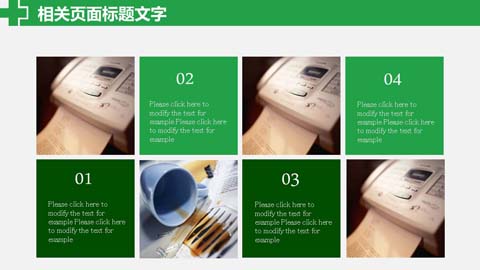 相关页面标题文字
02
Please click here to
modify the text for
example Please click here
to modify the text for
example
04
Please click here to
modify the text for
example Please click here
to modify the text for
example
01
Please click here to
modify the text for
example Please click here
to modify the text for
example
03
Please click here to
modify the text for
example Please click here
to modify the text for
example